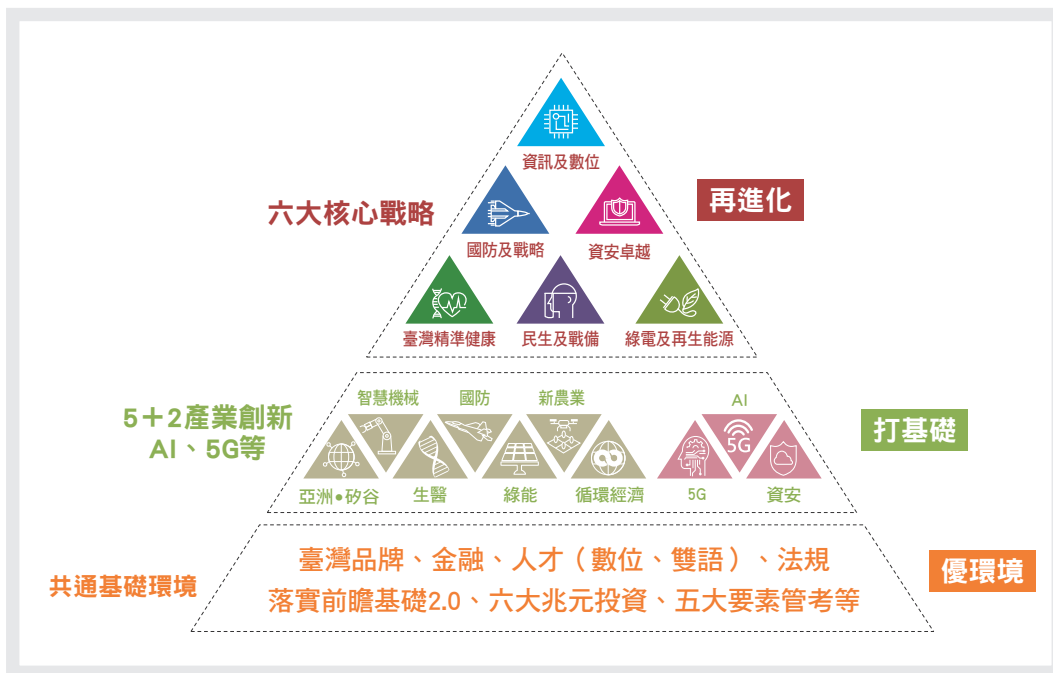 資訊及數位
六大核心戰略
再進化
國防及戰略
資安卓越
臺灣精準健康
民生及戰備
綠電及再生能源
5+2產業創新
AI、5G等
智慧機械
國防
新農業
AI
5G
打基礎
亞洲•矽谷
生醫
綠能
循環經濟
5G
資安
共通基礎環境
臺灣品牌、金融、人才（數位、雙語）、法規
落實前瞻基礎2.0、六大兆元投資、五大要素管考等
優環境